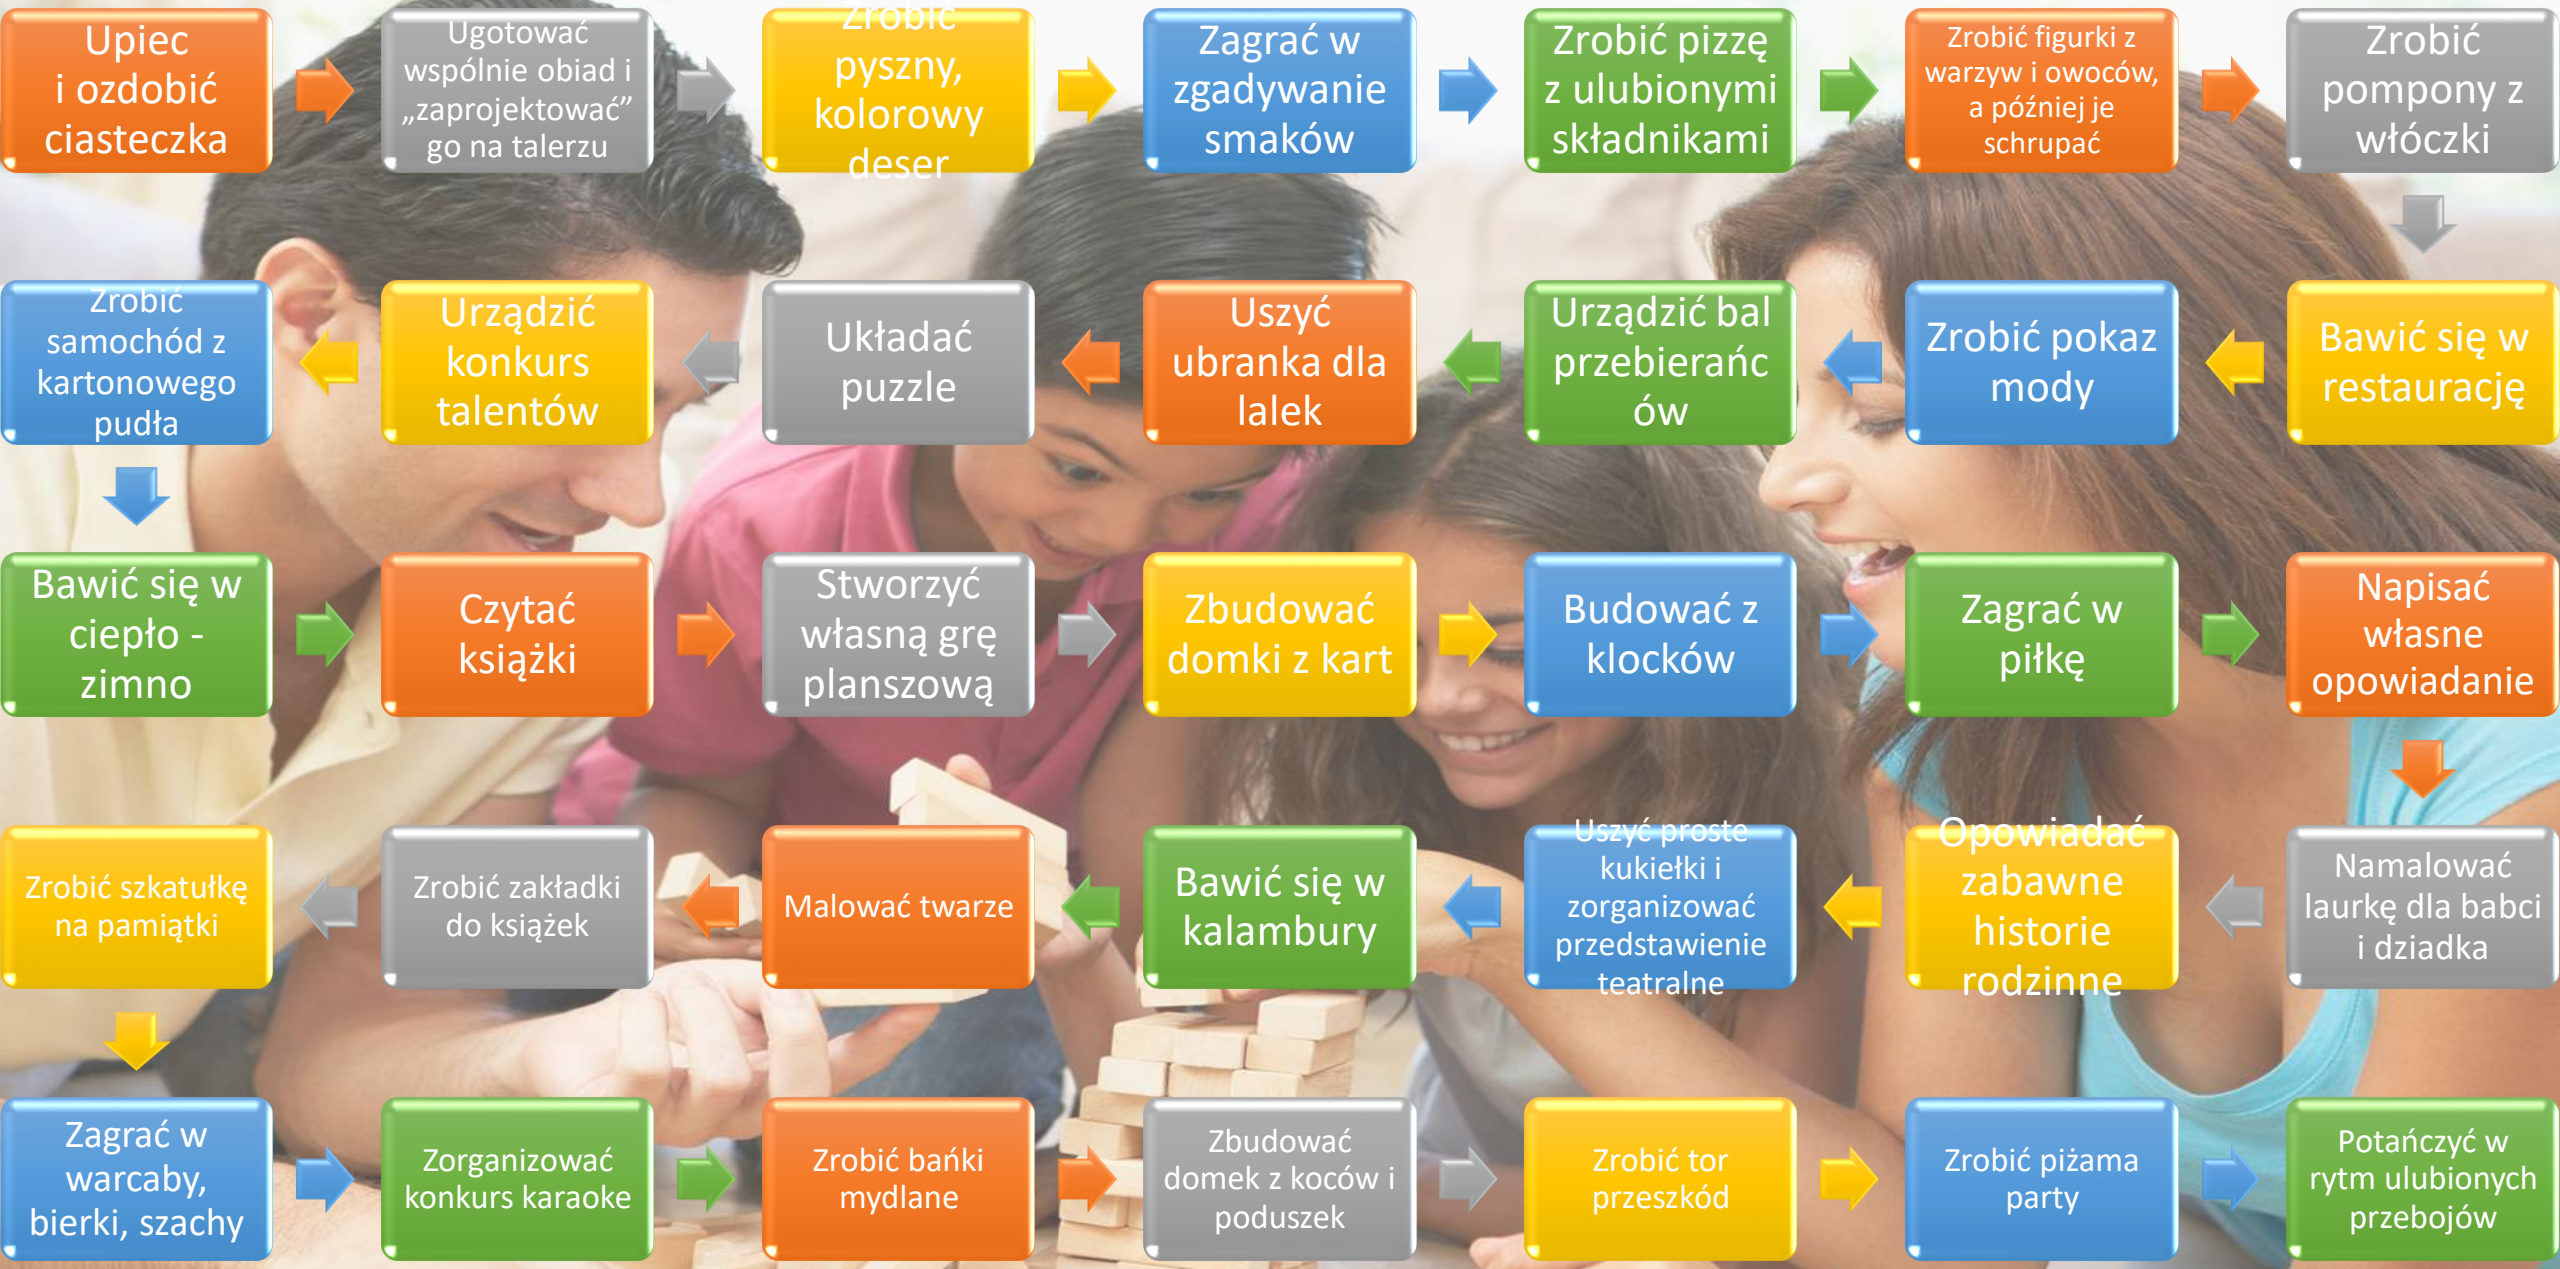 Upiec
i ozdobić
ciasteczka
Ugotować
wspólnie obiad i
„zaprojektować”
go na talerzu
Zrobić
pyszny,
kolorowy
deser
Zagrać w
zgadywanie
smaków
Zrobić pizzę
z ulubionymi
składnikami
Zrobić figurki z
warzyw i owoców,
a później je
schrupać
Zrobić
pompony z
włóczki
Bawić się w
restaurację
Zrobić pokaz
mody
Urządzić bal
przebierańc
ów
Uszyć
ubranka dla
lalek
Układać
puzzle
Urządzić
konkurs
talentów
Zrobić
samochód z
kartonowego
pudła
Bawić się w
ciepło -
zimno
Czytać
książki
Stworzyć
własną grę
planszową
Zbudować
domki z kart
Budować z
klocków
Zagrać w
piłkę
Napisać
własne
opowiadanie
Namalować
laurkę dla babci
i dziadka
Opowiadać
zabawne
historie
rodzinne
Uszyć proste
kukiełki i
zorganizować
przedstawienie
teatralne
Bawić się w
kalambury
Malować twarze
Zrobić zakładki
do książek
Zrobić szkatułkę
na pamiątki
Zagrać w
warcaby,
bierki, szachy
Zorganizować
konkurs karaoke
Zrobić bańki
mydlane
Zbudować
domek z koców i
poduszek
Zrobić tor
przeszkód
Zrobić piżama
party
Potańczyć w
rytm ulubionych
przebojów